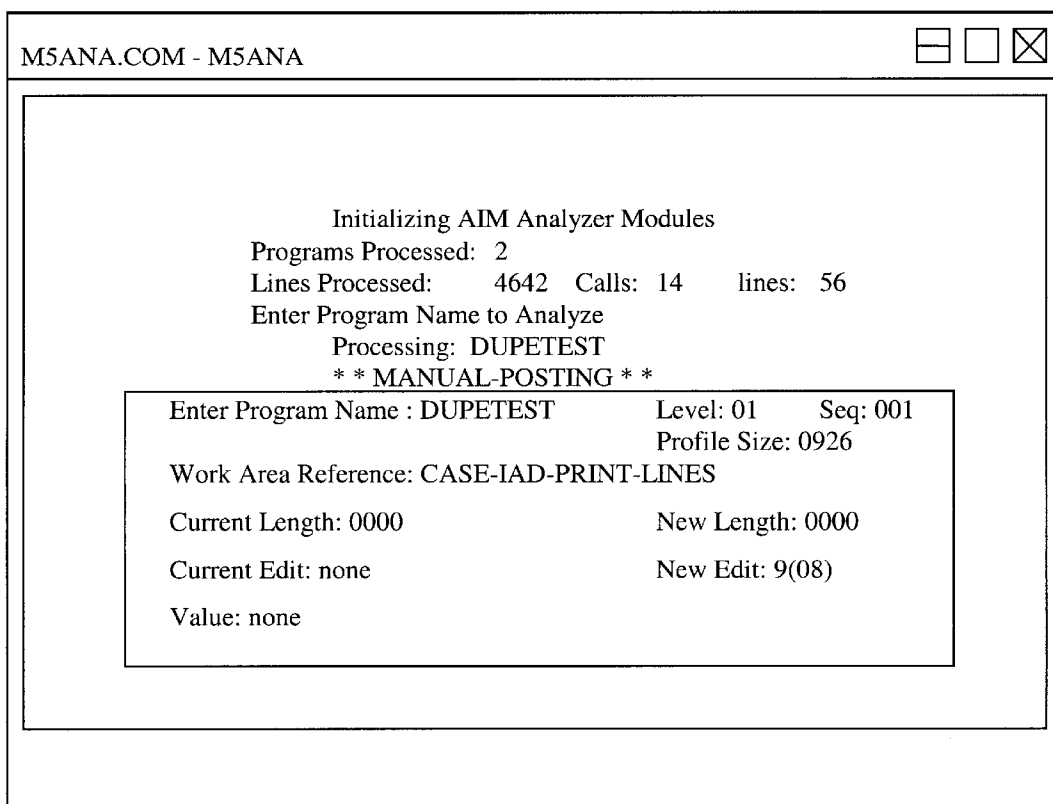 M5ANA.COM - M5ANA
Initializing AIM Analyzer Modules
Programs Processed: 2
Lines Processed: 4642 Calls: 14 lines: 56
Enter Program Name to Analyze
Processing: DUPETEST
* * MANUAL-POSTING * *
Enter Program Name : DUPETEST Level: 01 Seq: 001
Profile Size: 0926
Work Area Reference: CASE-IAD-PRINT-LINES
Current Length: 0000 New Length: 0000
Current Edit: none New Edit: 9(08)
Value: none